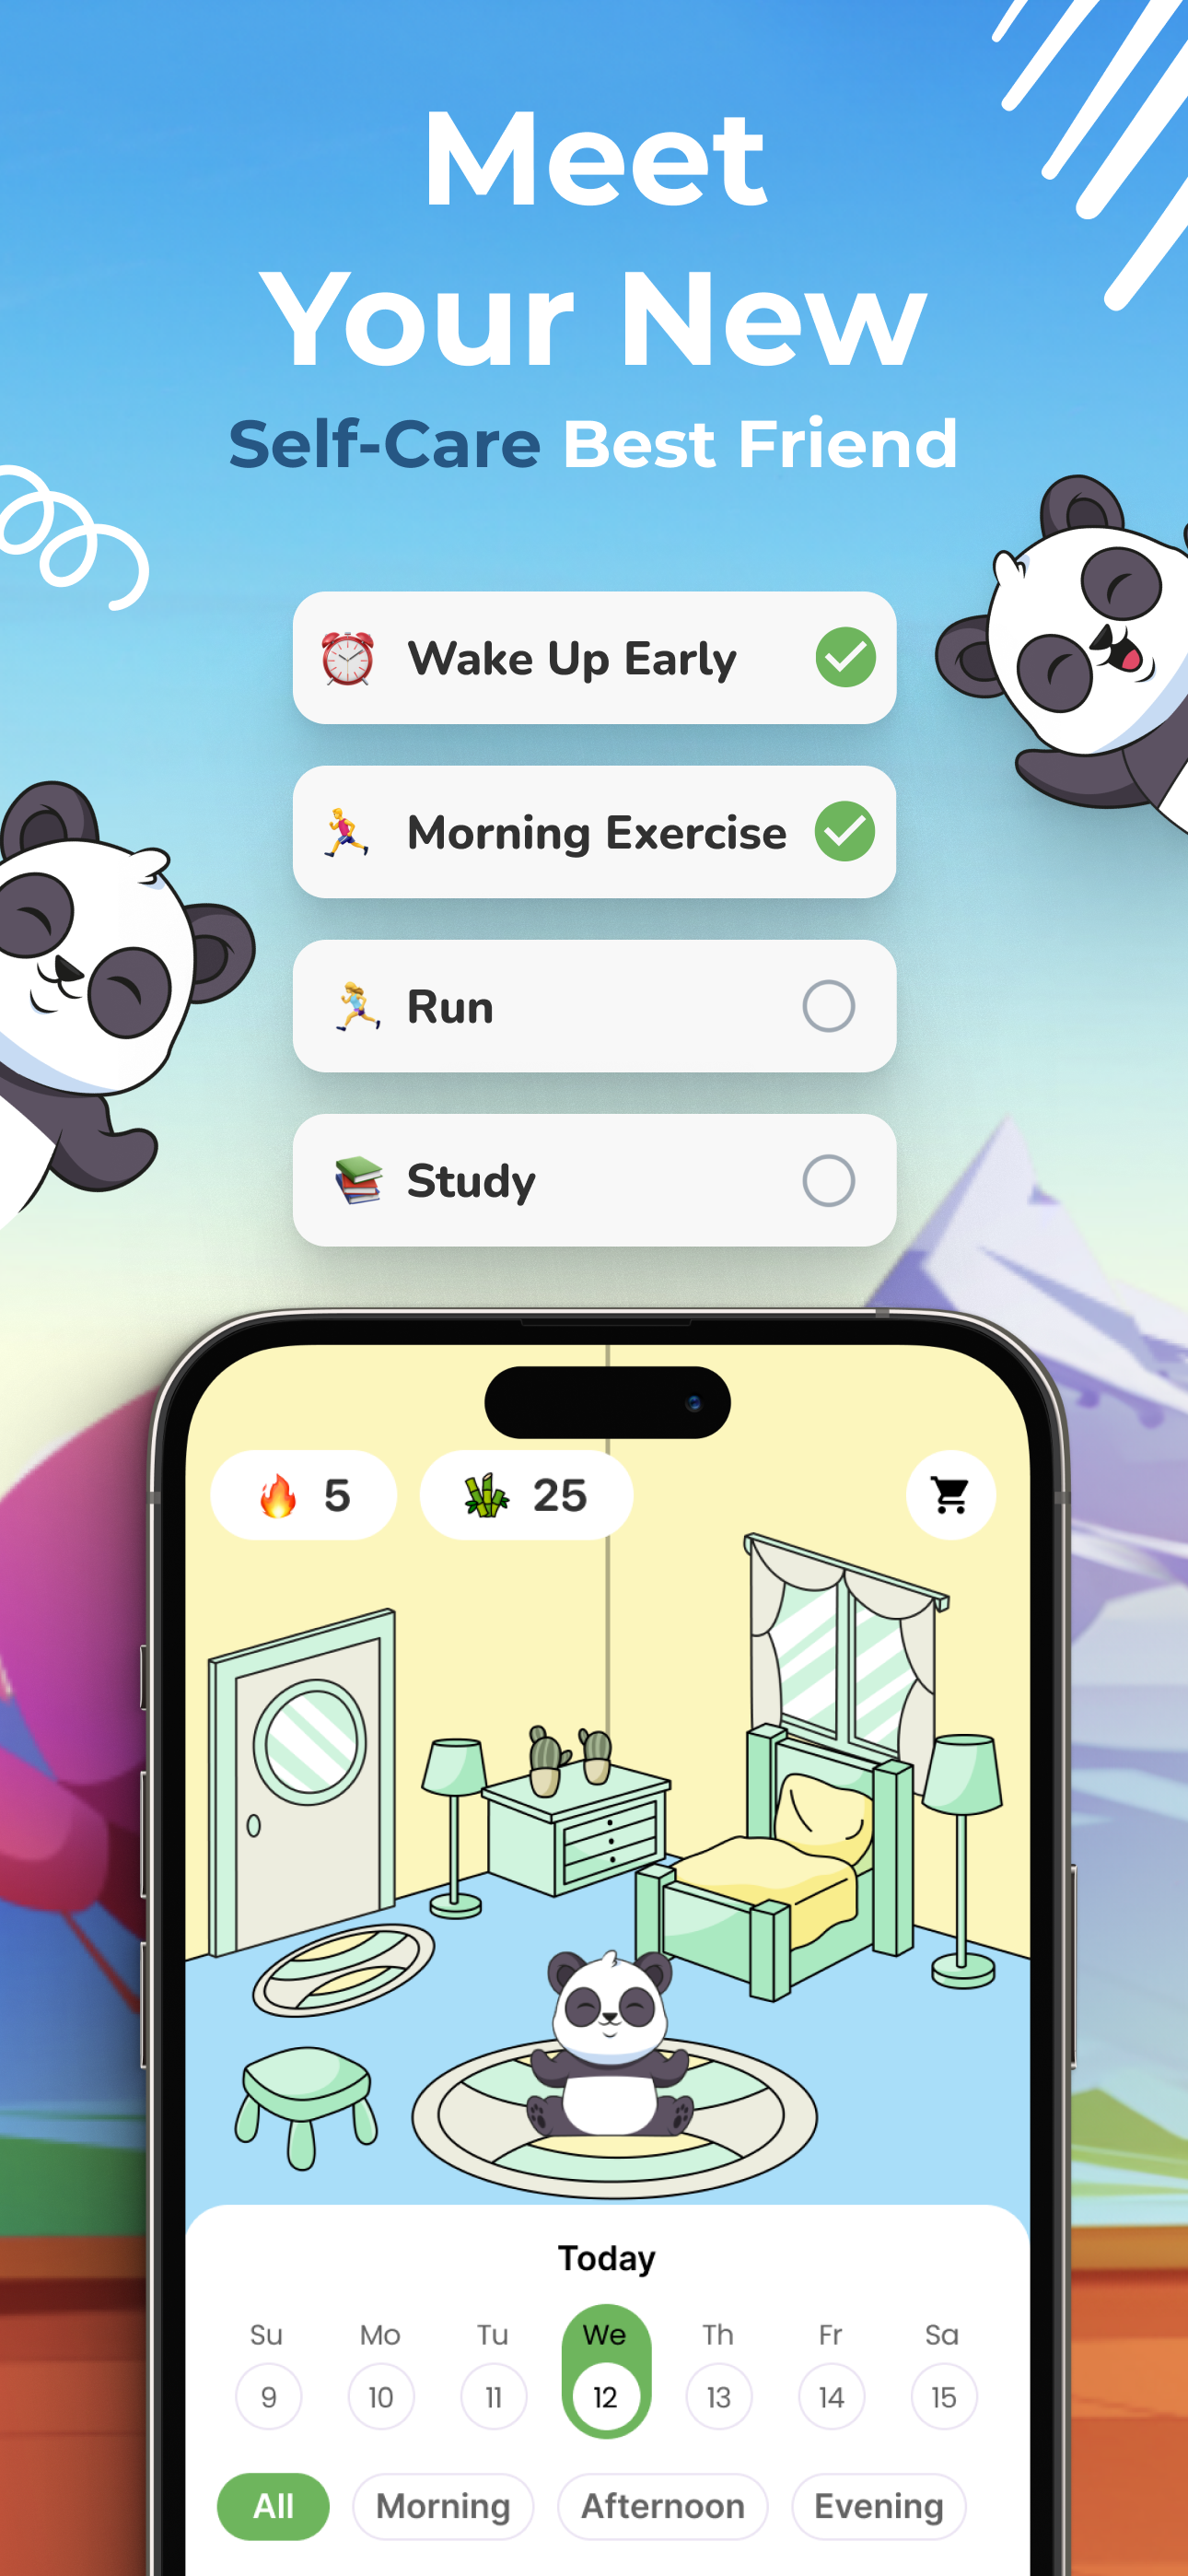 Meet
Your New
Self-Care Best Friend
Wake Up Early
Morning Exercise
Run
Study
5 25
Today
Su Mo Tu We Th Fr Sa
9 10 11 12 13 14 15
All Morning Afternoon Evening